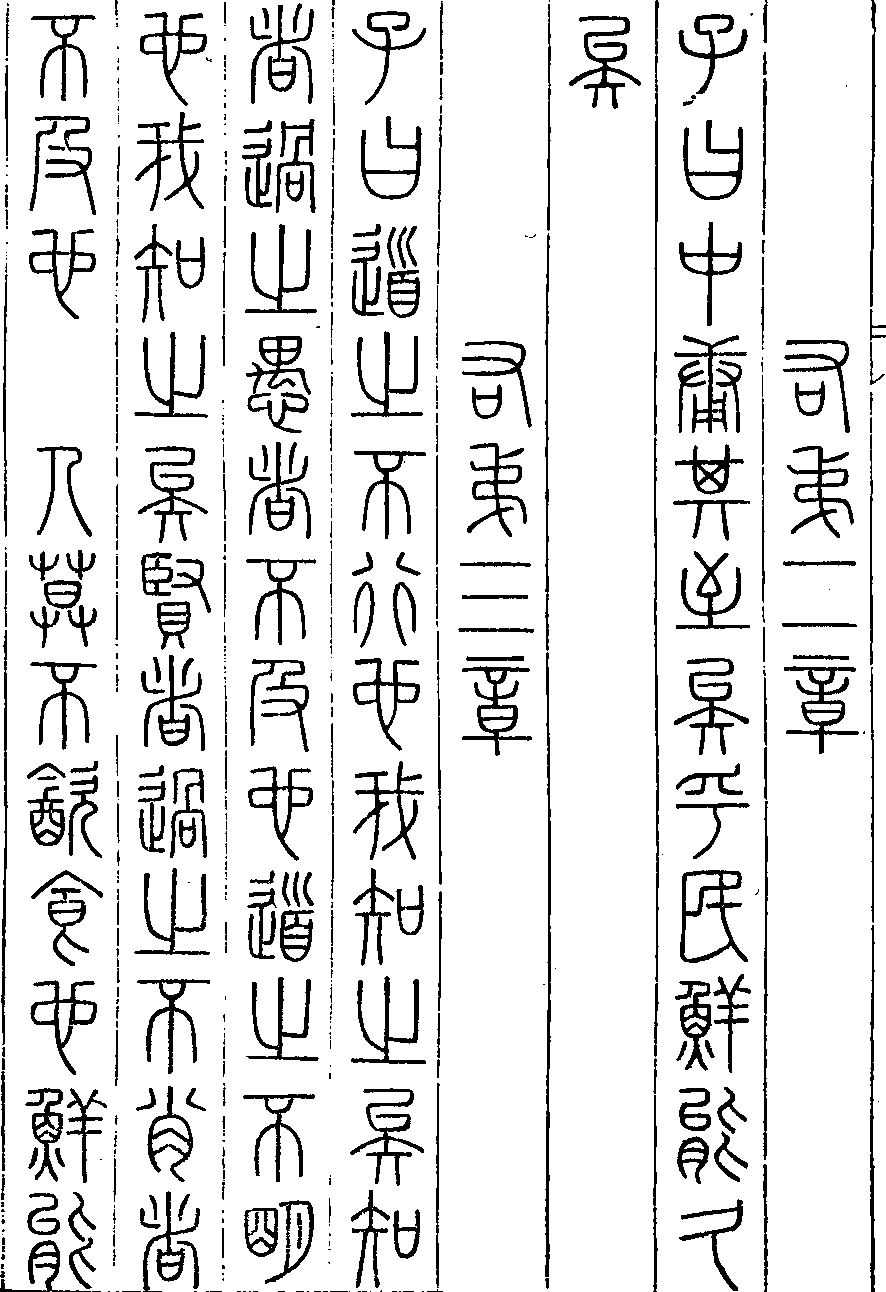 右第二章
子曰中庸其至矣乎民鮮能久
矣
右第三章
子曰道之不行也我知之矣知
者過之愚者不及也道之不明
也我知之矣賢者過之不肖者
不及也　人莫不飲食也鮮能